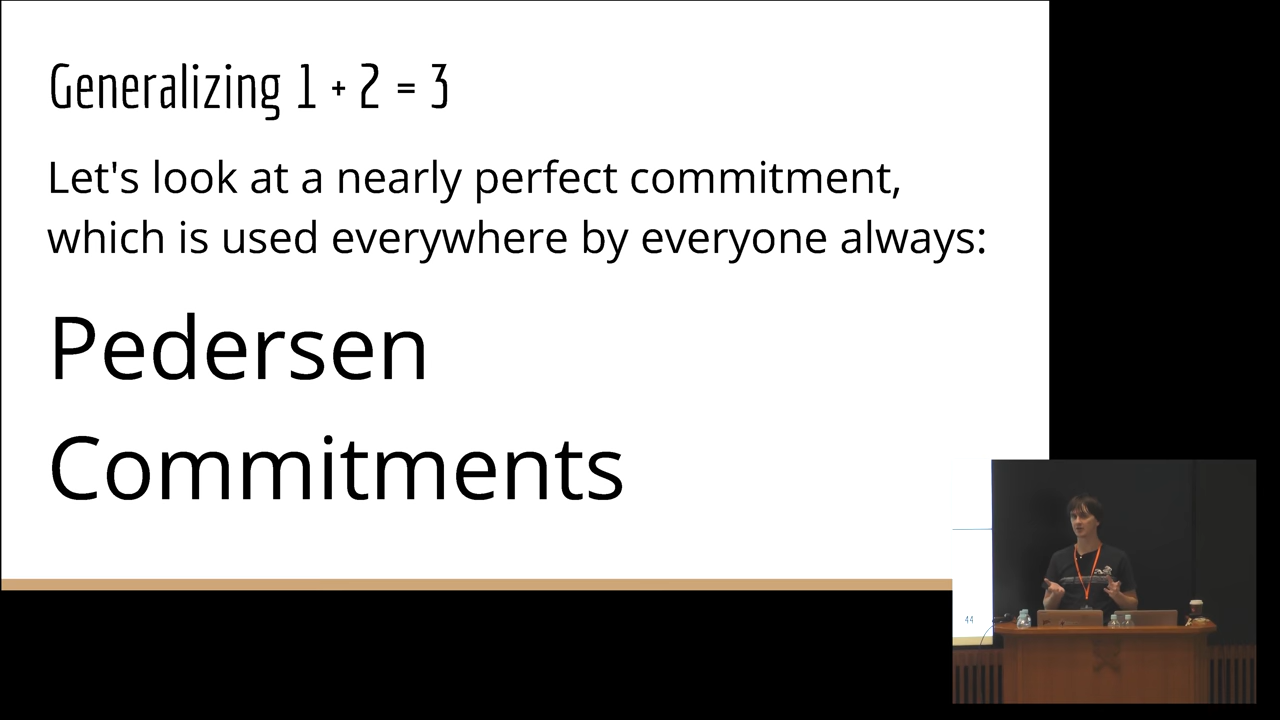 Generalizing 1 + 2 = 3
Let's look at a nearly perfect commitment,
which is used everywhere by everyone always:
Pedersen
Commitments
44